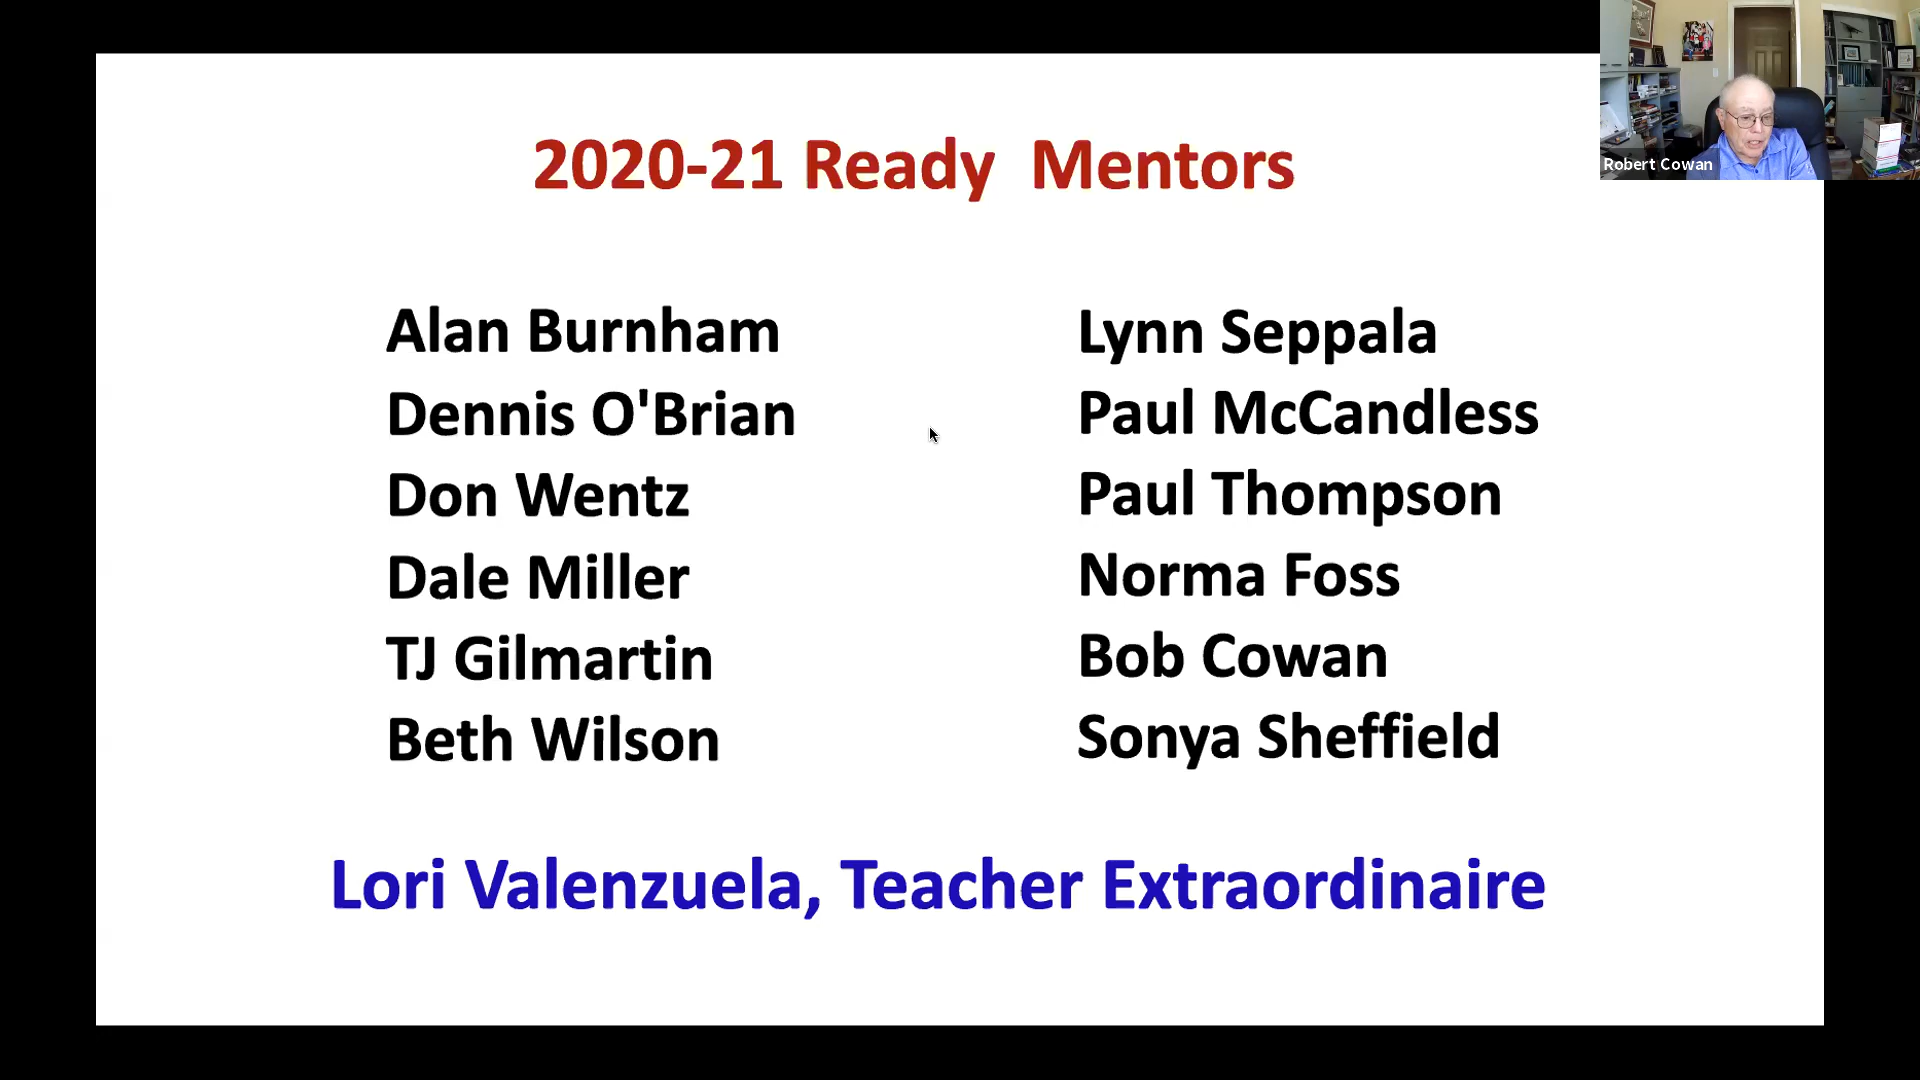 2020-21 Ready Mentors
Alan Burnham
Dennis O'Brian
Don Wentz
Dale Miller
TJ Gilmartin
Beth Wilson
Lynn Seppala
Paul McCandless
Paul Thompson
Norma Foss
Bob Cowan
Sonya Sheffield
Lori Valenzuela, Teacher Extraordinaire
Robert Cowan